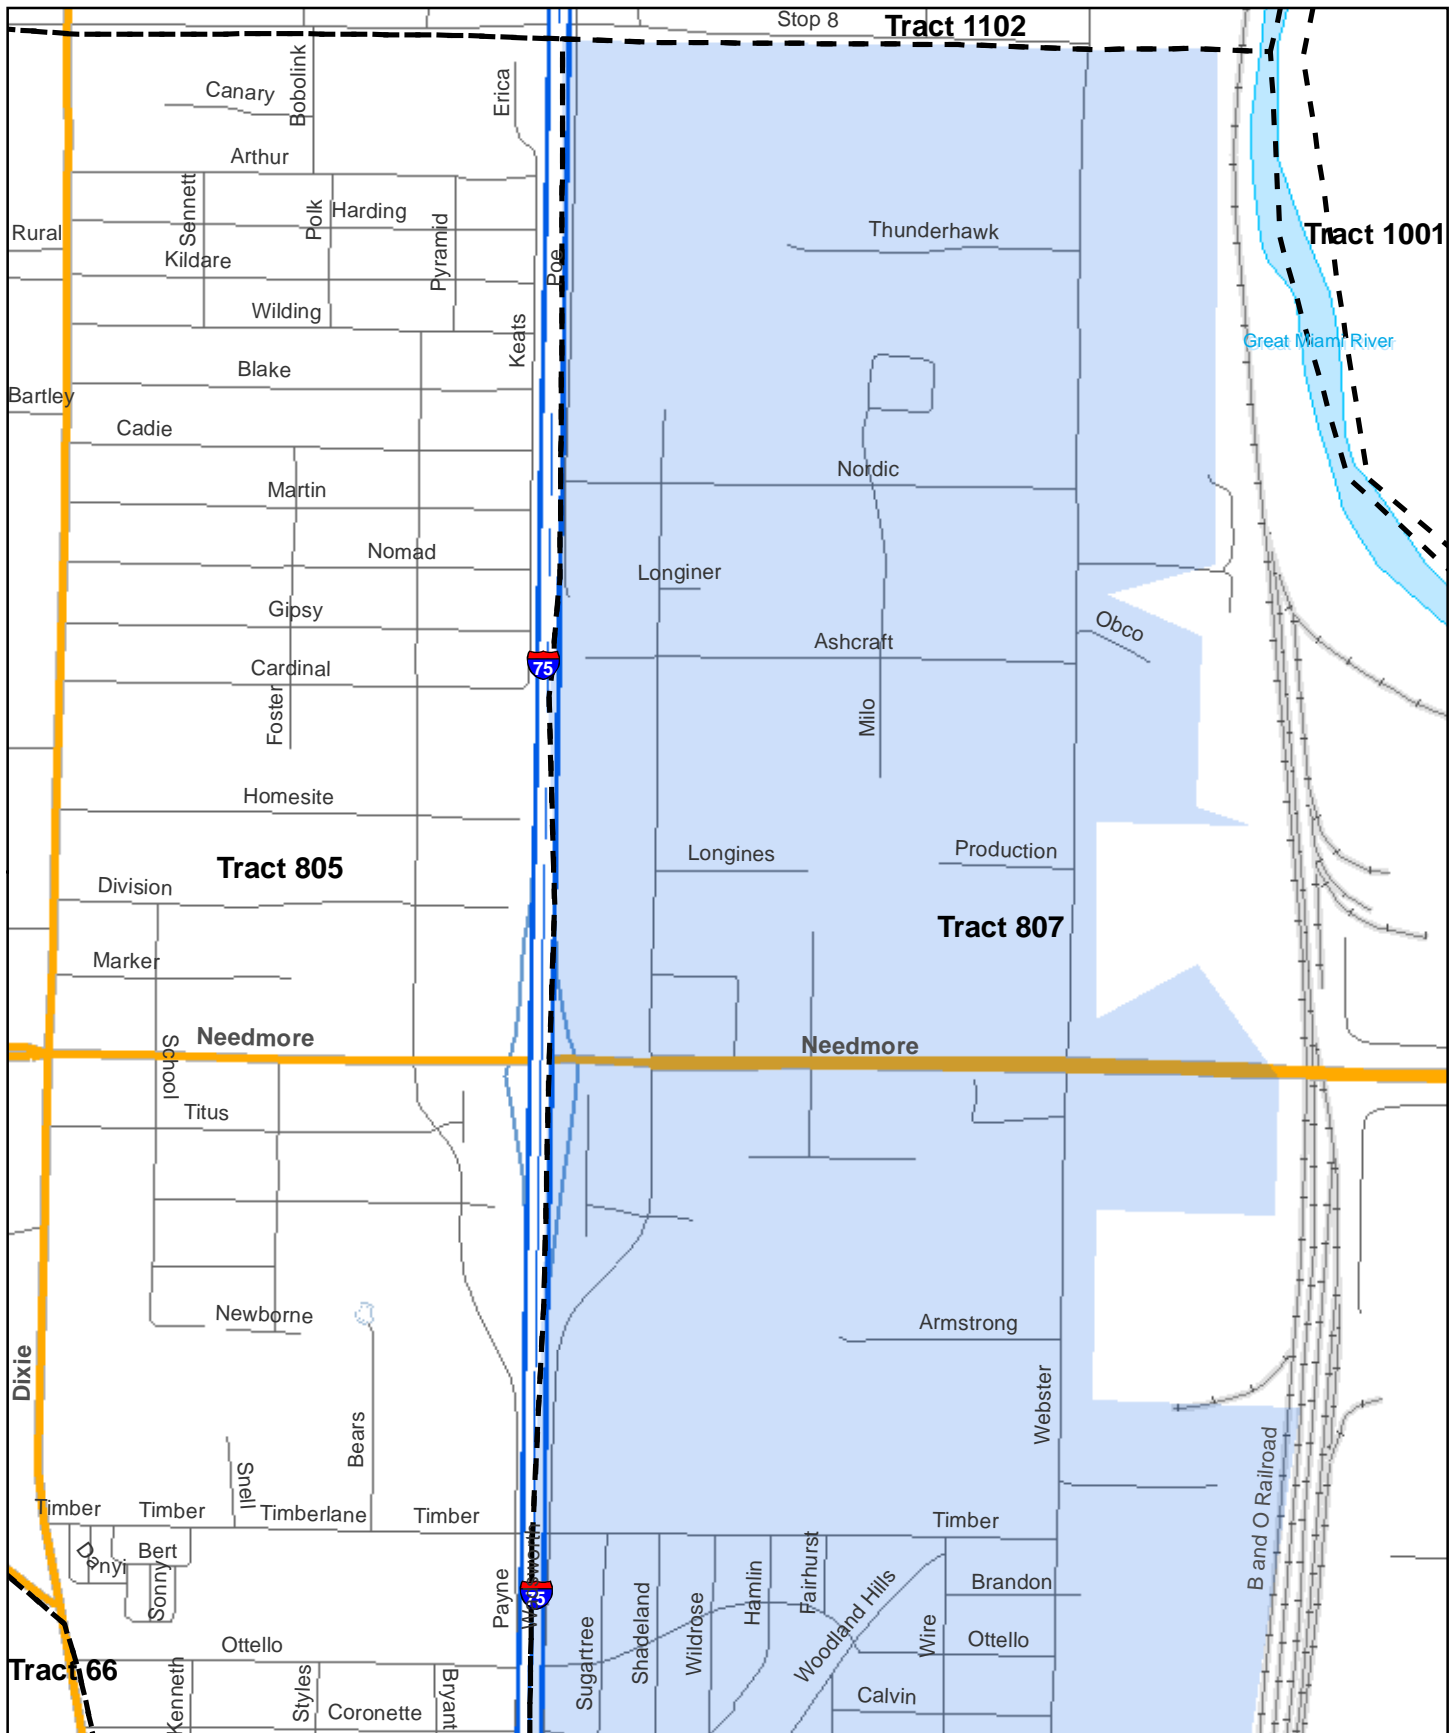 Stop 8
Tract 1102
Bobolink
Canary
Erica
Arthur
Sennett
Polk
Harding
Pyramid
Rural
Kildare
Thunderhawk
Tract 1001
Poe
Wilding
Keats
Great Miami River
Blake
Bartley
Cadie
Nordic
Martin
Nomad
Longiner
Gipsy
Obco
Ashcraft
Cardinal
75
Foster
Milo
Homesite
Longines
Production
Tract 805
Division
Tract 807
Marker
School
Needmore
Needmore
Titus
Newborne
Armstrong
Dixie
Webster
Bears
Snell
B and O Railroad
Timber
Timber
Timberlane
Timber
Timber
Danyi
Bert
Sonny
Payne
75
Sugartree
Shadeland
Wildrose
Hamlin
Fairhurst
Woodland Hills
Wire
Brandon
Ottello
Ottello
Tract 66
Kenneth
Styles
Coronette
Bryant
Calvin